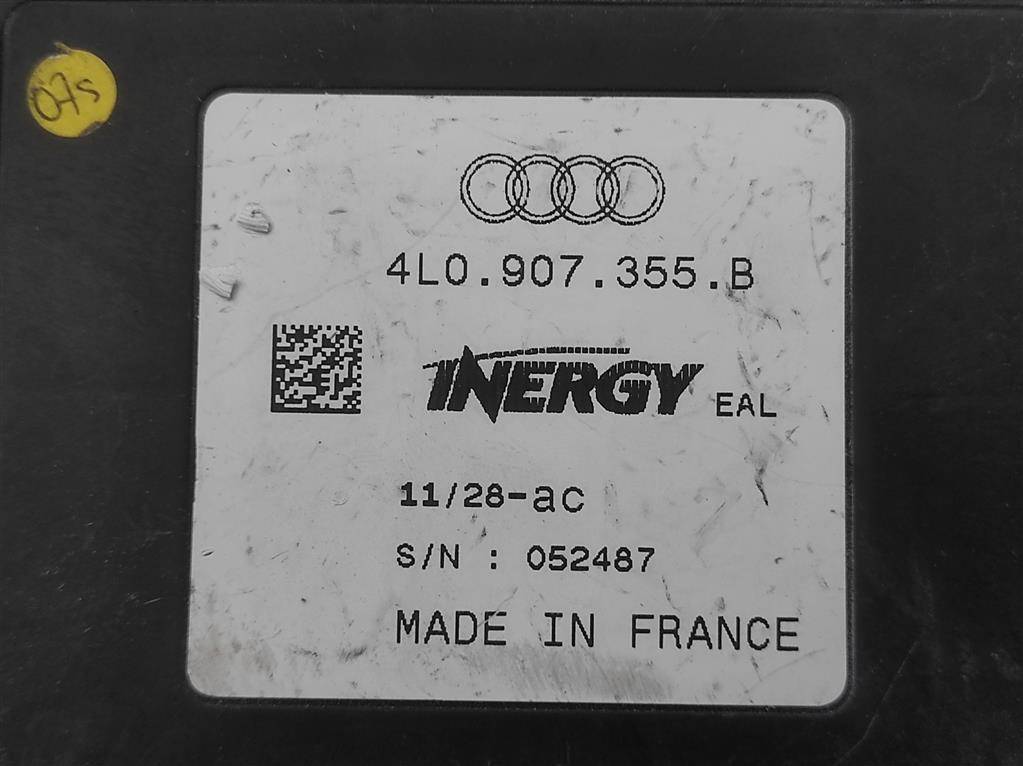 07s
4L0.907.355.B
INERGY EAL
11/28-ac
S/N : 052487
MADE IN FRANCE